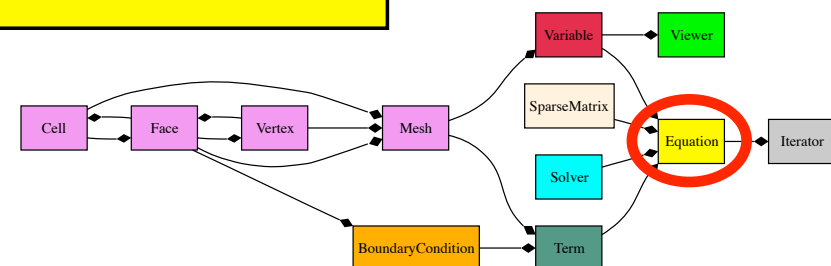 Variable
Viewer
SparseMatrix
Cell
Face
Vertex
Mesh
Equation
Iterator
Solver
BoundaryCondition
Term